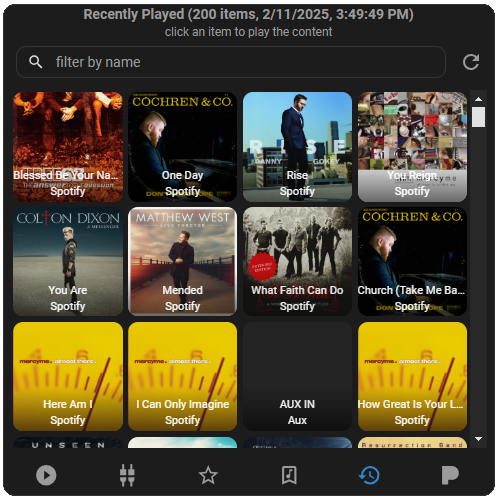 Recently Played (200 items, 2/11/2025, 3:49:49 PM)
click an item to play the content
filter by name
Blessed Be Your Na...
Spotify
COCHREN & CO.
One Day
Spotify
RISE
DANNY GOKEY
Rise
Spotify
You Reign
Spotify
COLTON DIXON
A MESSENGER
You Are
Spotify
MATTHEW WEST
LIVE FOREVER
Mended
Spotify
What Faith Can Do
Spotify
COCHREN & CO.
Church (Take Me Ba...
Spotify
mercyme. almost there.
Here Am I
Spotify
mercyme. almost there.
I Can Only Imagine
Spotify
AUX IN
Aux
mercyme. almost there.
How Great Is Your L...
Spotify
UNSEEN
Resurrection Band